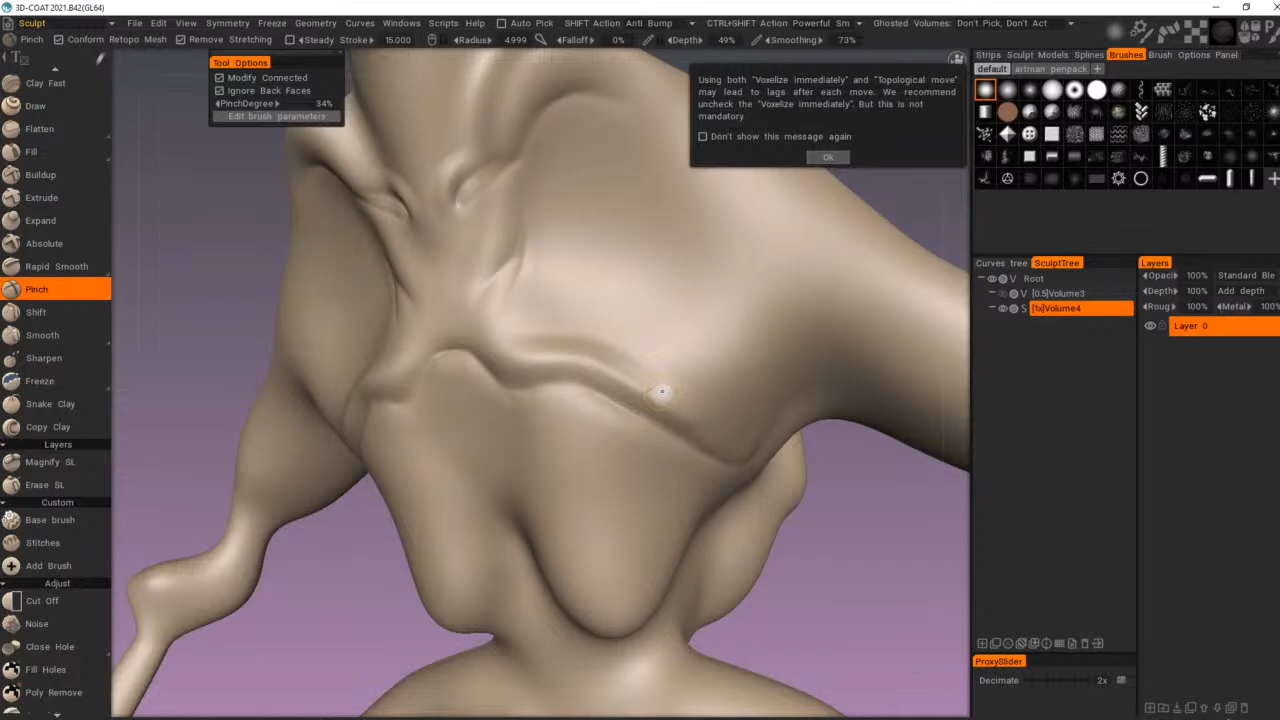 3D-COAT 2021.B42(GL64)
Sculpt File Edit View Symmetry Freeze Geometry Curves Windows Scripts Help Auto Pick SHIFT Action Anti Bump CTRL+SHIFT Action Powerful Sm Ghosted Volumes: Don't Pick, Don't Act
Pinch Conform Retopo Mesh Remove Stretching Steady Stroke 15.000 Radius 4.999 Falloff 0% Depth 49% Smoothing 73%
Strips Sculpt Models Splines Brushes Brush Options Panel
default artman penpack +
Tool Options
Modify Connected
Ignore Back Faces
PinchDegree 34%
Edit brush parameters
Using both "Voxelize immediately" and "Topological move"
may lead to lags after each move. We recommend
uncheck the "Voxelize immediately". But this is not
mandatory.
Don't show this message again
Ok
Clay Fast
Draw
Flatten
Fill
Buildup
Extrude
Expand
Absolute
Rapid Smooth
Pinch
Shift
Smooth
Sharpen
Freeze
Snake Clay
Copy Clay
Layers
Magnify SL
Erase SL
Custom
Base brush
Stitches
Add Brush
Adjust
Cut Off
Noise
Close Hole
Fill Holes
Poly Remove
Curves tree SculptTree
V Root
V [0.5]Volume3
S [1x]Volume4
Layers
Opaci 100% Standard Ble
Depth 100% Add depth
Roug 100% Metal 100
Layer 0
ProxySlider
Decimate 2x